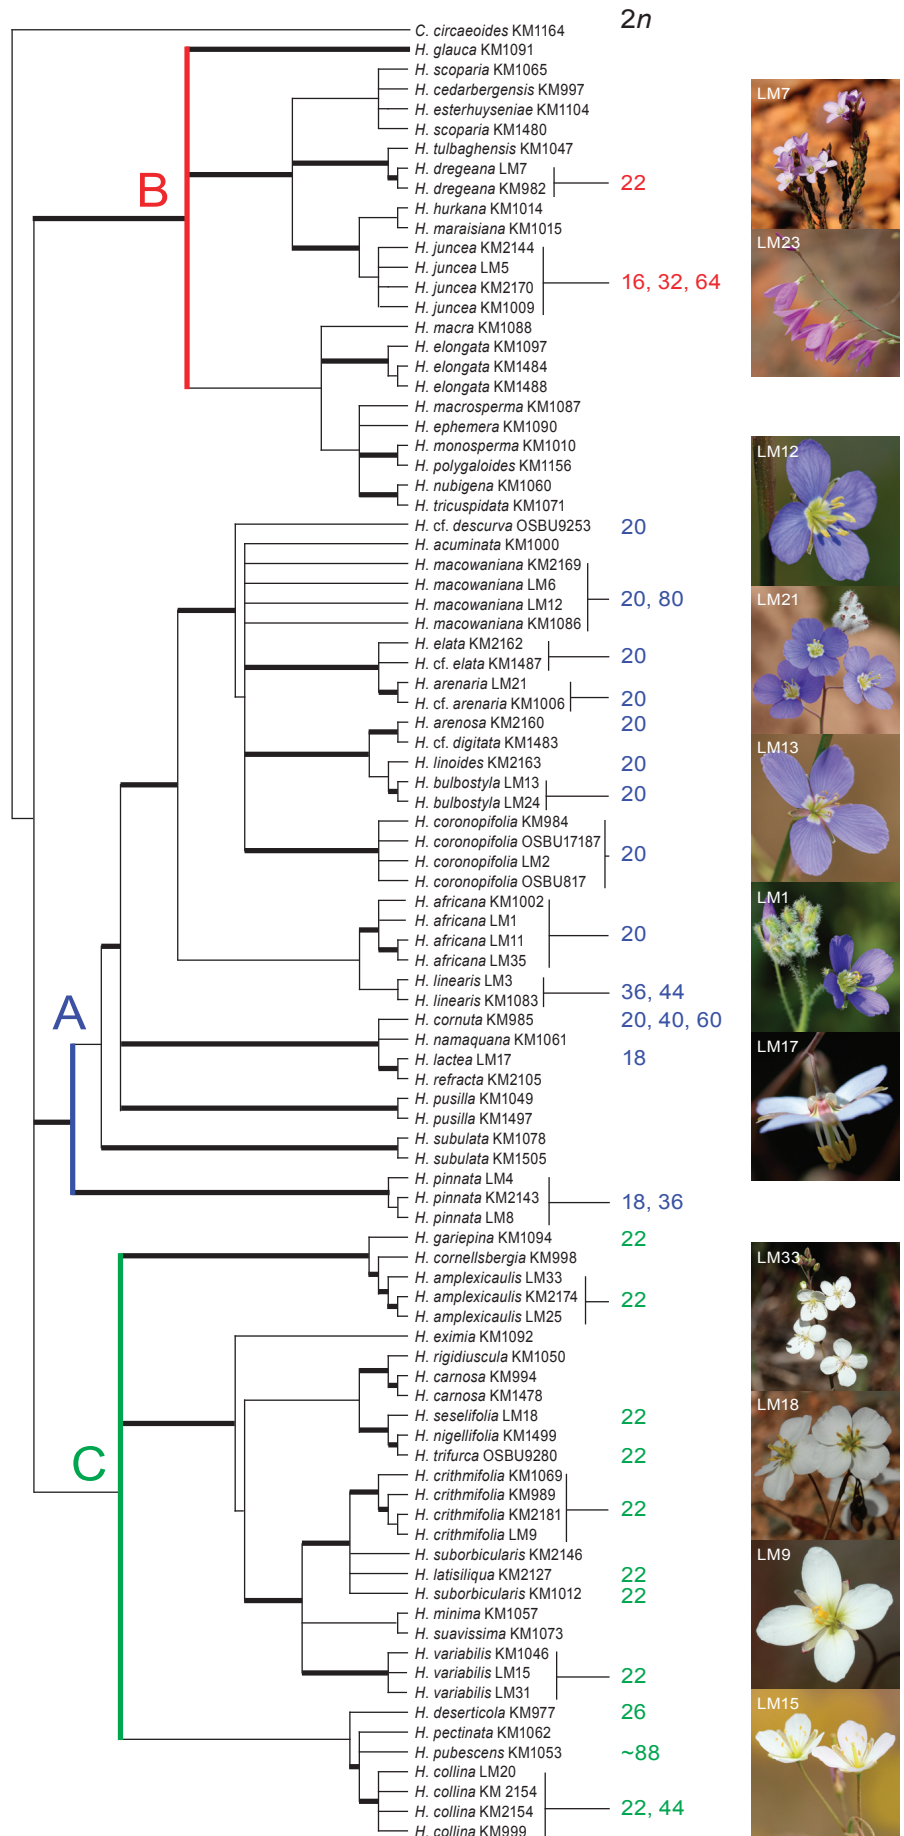 2n
C. circaeoides KM1164
H. glauca KM1091
H. scoparia KM1065
H. cedarbergensis KM997
H. esterhuyseniae KM1104
H. scoparia KM1480
H. tulbaghensis KM1047
H. dregeana LM7
H. dregeana KM982
22
B
H. hurkana KM1014
H. maraisiana KM1015
H. juncea KM2144
H. juncea LM5
H. juncea KM2170
H. juncea KM1009
16, 32, 64
H. macra KM1088
H. elongata KM1097
H. elongata KM1484
H. elongata KM1488
H. macrosperma KM1087
H. ephemera KM1090
H. monosperma KM1010
H. polygaloides KM1156
H. nubigena KM1060
H. tricuspidata KM1071
H. cf. descurva OSBU9253 20
H. acuminata KM1000
H. macowaniana KM2169
H. macowaniana LM6
H. macowaniana LM12
H. macowaniana KM1086
20, 80
H. elata KM2162
H. cf. elata KM1487
20
H. arenaria LM21
H. cf. arenaria KM1006
20
H. arenosa KM2160 20
H. cf. digitata KM1483
H. linoides KM2163 20
H. bulbostyla LM13
H. bulbostyla LM24
20
H. coronopifolia KM984
H. coronopifolia OSBU17187
H. coronopifolia LM2
H. coronopifolia OSBU817
20
H. africana KM1002
H. africana LM1
H. africana LM11
H. africana LM35
20
H. linearis LM3
H. linearis KM1083
36, 44
A
H. cornuta KM985 20, 40, 60
H. namaquana KM1061
H. lactea LM17 18
H. refracta KM2105
H. pusilla KM1049
H. pusilla KM1497
H. subulata KM1078
H. subulata KM1505
H. pinnata LM4
H. pinnata KM2143
H. pinnata LM8
18, 36
H. gariepina KM1094 22
H. cornellsbergia KM998
H. amplexicaulis LM33
H. amplexicaulis KM2174
H. amplexicaulis LM25
22
H. eximia KM1092
H. rigidiuscula KM1050
H. carnosa KM994
H. carnosa KM1478
H. seselifolia LM18 22
H. nigellifolia KM1499
H. trifurca OSBU9280 22
C
H. crithmifolia KM1069
H. crithmifolia KM989
H. crithmifolia KM2181
H. crithmifolia LM9
22
H. suborbicularis KM2146
H. latisiliqua KM2127 22
H. suborbicularis KM1012 22
H. minima KM1057
H. suavissima KM1073
H. variabilis KM1046
H. variabilis LM15
H. variabilis LM31
22
H. deserticola KM977 26
H. pectinata KM1062
H. pubescens KM1053 ~88
H. collina LM20
H. collina KM 2154
H. collina KM2154
H. collina KM999
22, 44
LM7
LM23
LM12
LM21
LM13
LM1
LM17
LM33
LM18
LM9
LM15